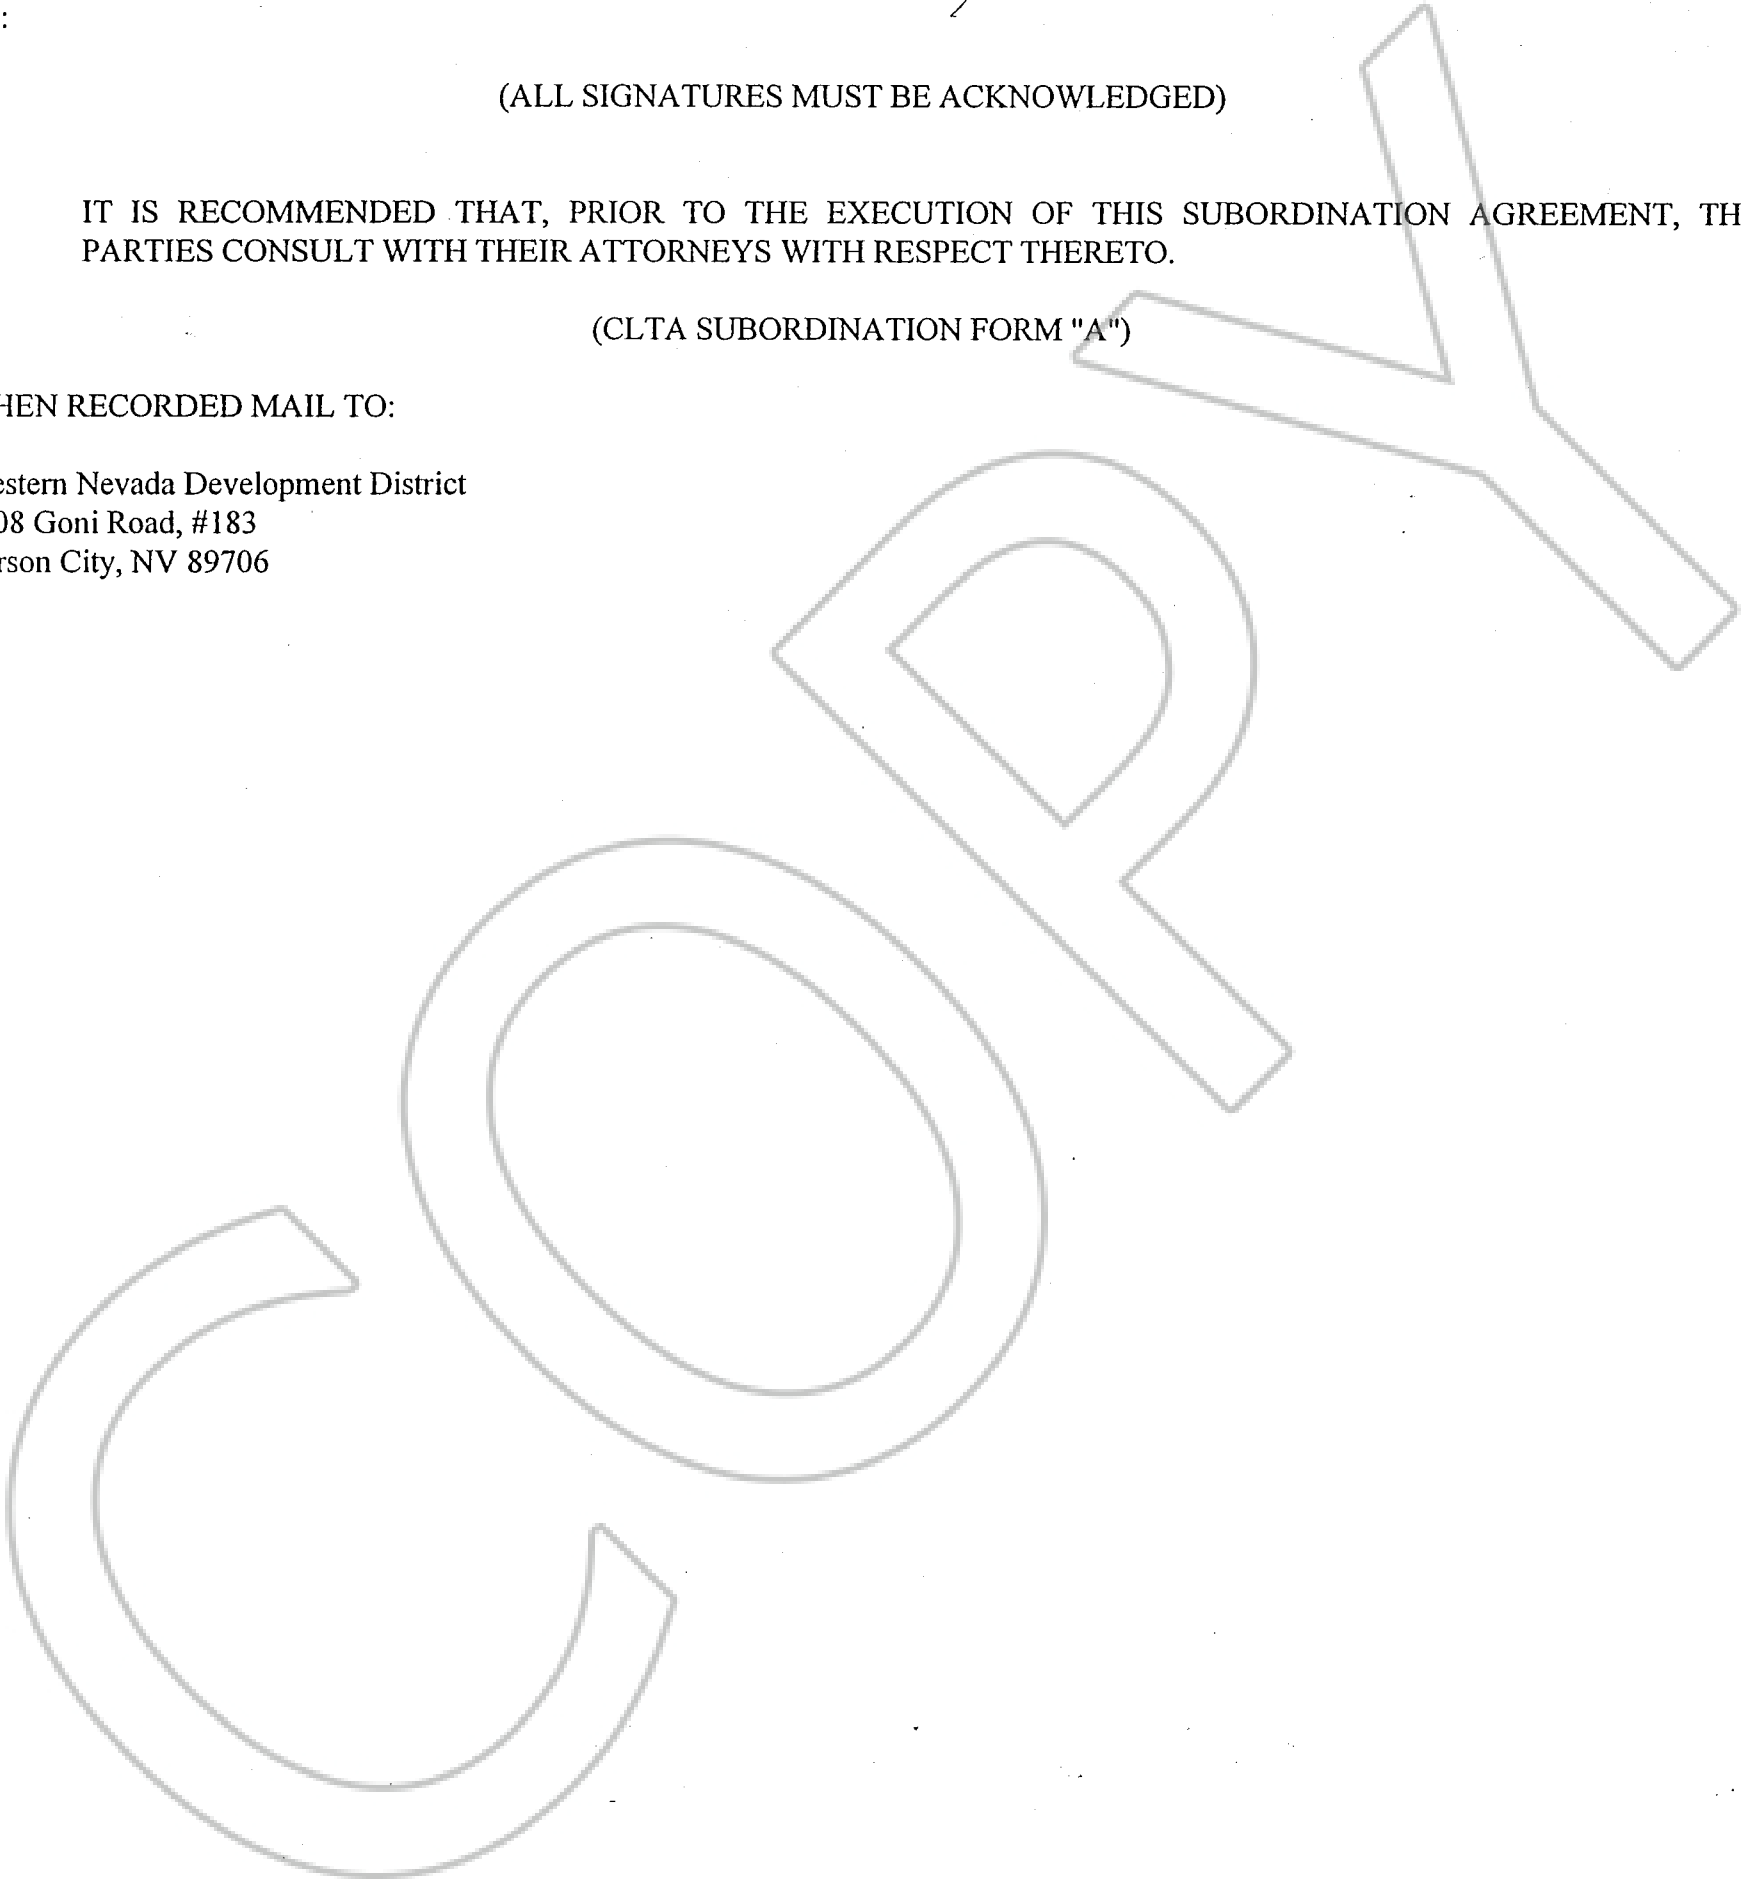 :
(ALL SIGNATURES MUST BE ACKNOWLEDGED)
IT IS RECOMMENDED THAT, PRIOR TO THE EXECUTION OF THIS SUBORDINATION AGREEMENT, TH
PARTIES CONSULT WITH THEIR ATTORNEYS WITH RESPECT THERETO.
(CLTA SUBORDINATION FORM "A")
HEN RECORDED MAIL TO:
estern Nevada Development District
08 Goni Road, #183
rson City, NV 89706
COPY